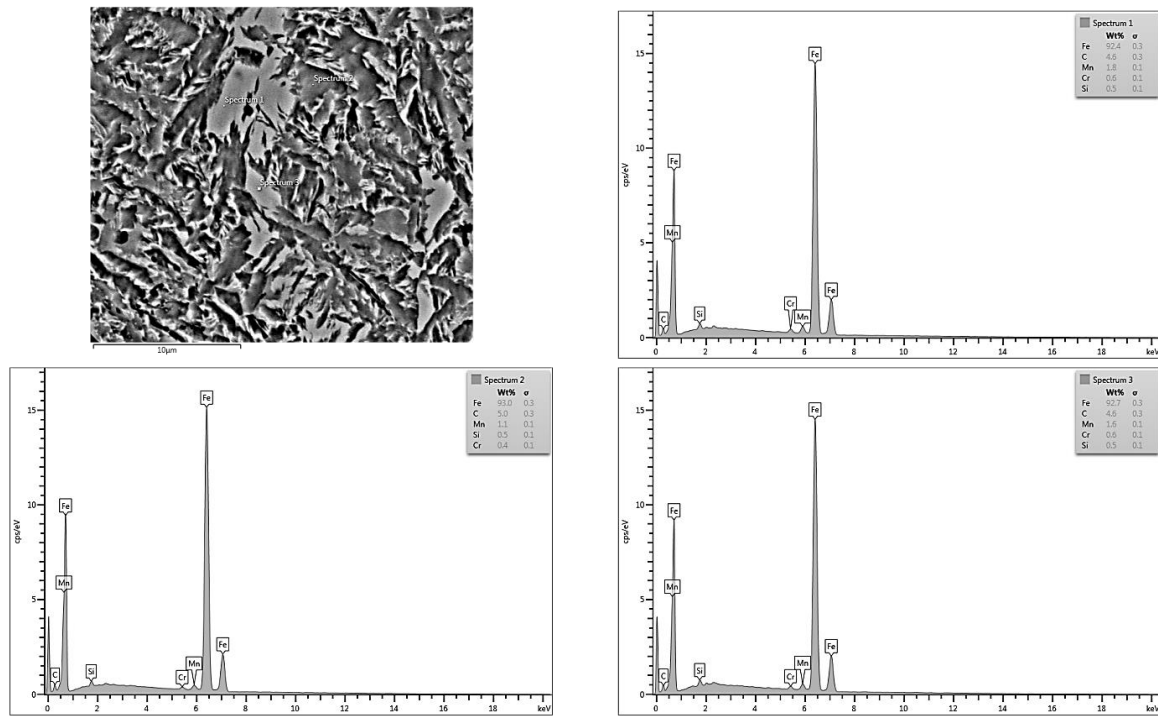 Spectrum 1
Spectrum 2
Spectrum 3
10µm
Spectrum 1
Wt% σ
Fe 92.4 0.3
C 4.6 0.3
Mn 1.8 0.1
Cr 0.6 0.1
Si 0.5 0.1
15
10
5
0
cps/eV
Fe
Fe
Mn
C
Si
Cr
Mn
Fe
0 2 4 6 8 10 12 14 16 18 keV
Spectrum 2
Wt% σ
Fe 93.0 0.3
C 5.0 0.3
Mn 1.1 0.1
Si 0.5 0.1
Cr 0.4 0.1
15
10
5
0
cps/eV
Fe
Fe
Mn
C
Si
Cr
Mn
Fe
0 2 4 6 8 10 12 14 16 18 keV
Spectrum 3
Wt% σ
Fe 92.7 0.3
C 4.6 0.3
Mn 1.6 0.1
Cr 0.6 0.1
Si 0.5 0.1
15
10
5
0
cps/eV
Fe
Fe
Mn
C
Si
Cr
Mn
Fe
0 2 4 6 8 10 12 14 16 18 keV